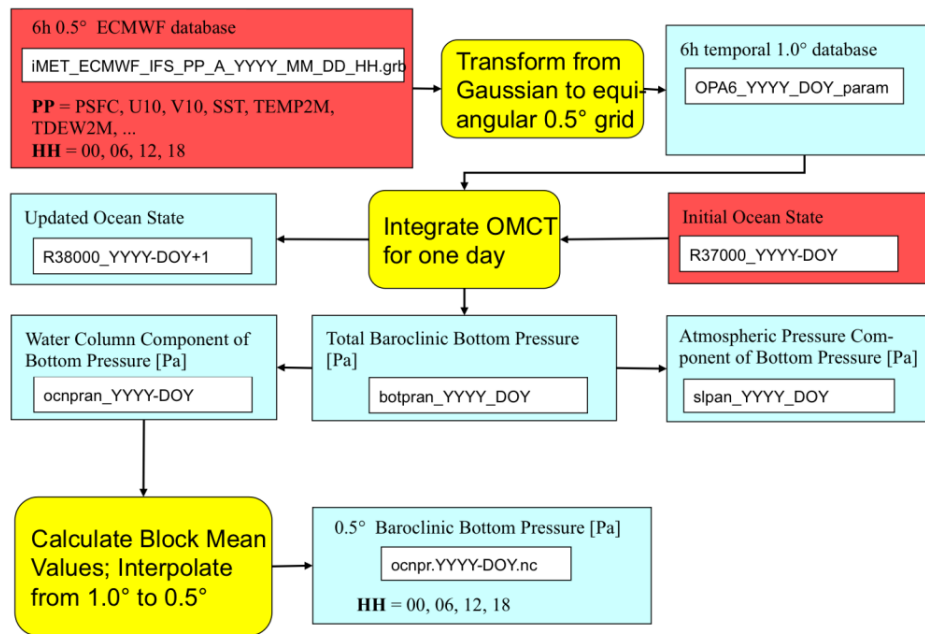 6h 0.5° ECMWF database
iMET_ECMWF_IFS_PP_A_YYYY_MM_DD_HH.grb
PP = PSFC, U10, V10, SST, TEMP2M,
TDEW2M, ...
HH = 00, 06, 12, 18
Transform from
Gaussian to equi-
angular 0.5° grid
6h temporal 1.0° database
OPA6_YYYY_DOY_param
Updated Ocean State
R38000_YYYY-DOY+1
Integrate OMCT
for one day
Initial Ocean State
R37000_YYYY-DOY
Water Column Component of
Bottom Pressure [Pa]
ocnpran_YYYY-DOY
Total Baroclinic Bottom Pressure
[Pa]
botpran_YYYY_DOY
Atmospheric Pressure Com-
ponent of Bottom Pressure [Pa]
slpan_YYYY_DOY
Calculate Block Mean
Values; Interpolate
from 1.0° to 0.5°
0.5° Baroclinic Bottom Pressure [Pa]
ocnpr.YYYY-DOY.nc
HH = 00, 06, 12, 18